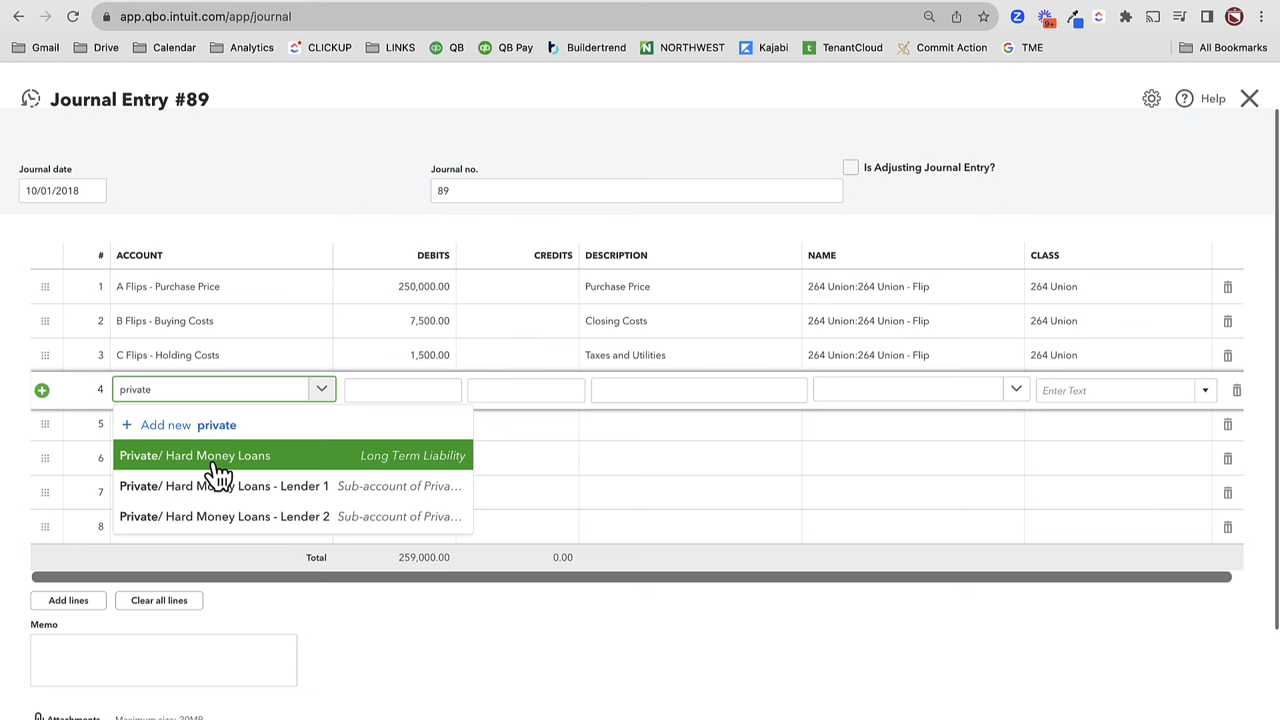 app.qbo.intuit.com/app/journal
9+
Gmail Drive Calendar Analytics CLICKUP LINKS QB QB Pay Buildertrend NORTHWEST Kajabi TenantCloud Commit Action TME All Bookmarks
Journal Entry #89
Help
Journal date
Journal no.
Is Adjusting Journal Entry?
10/01/2018
89
# ACCOUNT DEBITS CREDITS DESCRIPTION NAME CLASS
1 A Flips - Purchase Price 250,000.00 Purchase Price 264 Union:264 Union - Flip 264 Union
2 B Flips - Buying Costs 7,500.00 Closing Costs 264 Union:264 Union - Flip 264 Union
3 C Flips - Holding Costs 1,500.00 Taxes and Utilities 264 Union:264 Union - Flip 264 Union
4 private Enter Text
5 + Add new private
6 Private/ Hard Money Loans Long Term Liability
7 Private/ Hard Money Loans - Lender 1 Sub-account of Priva...
8 Private/ Hard Money Loans - Lender 2 Sub-account of Priva...
Total 259,000.00 0.00
Add lines Clear all lines
Memo
Attachments Maximum size: 20MB